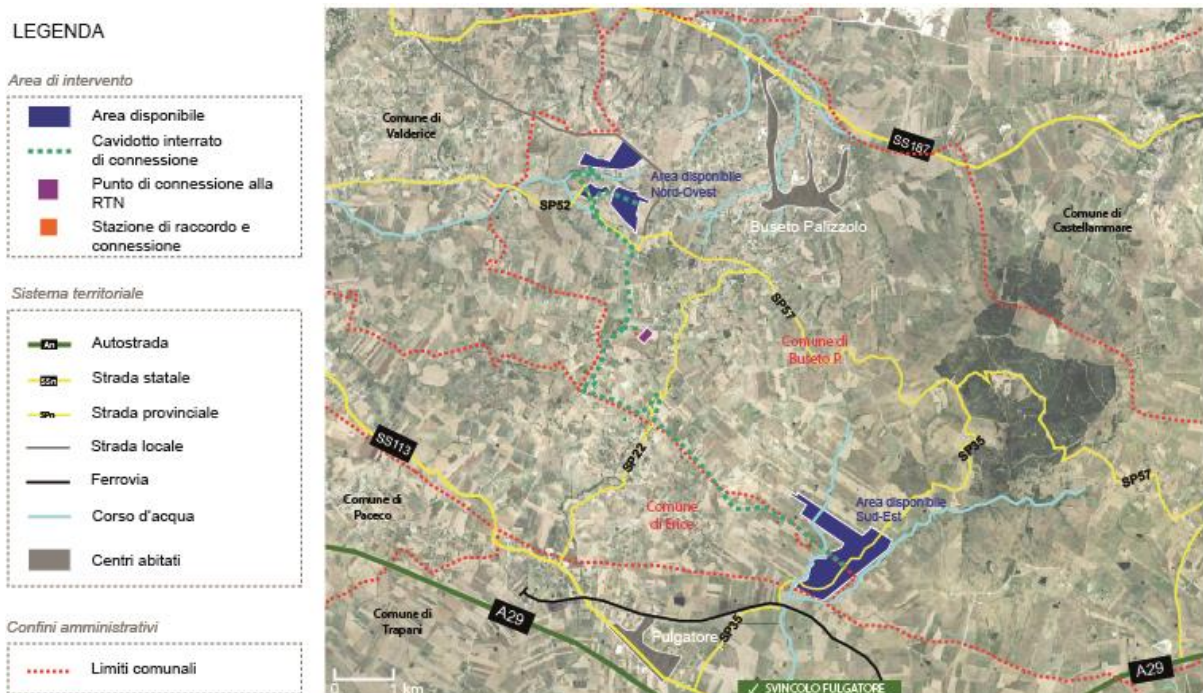 LEGENDA
Area di intervento
Area disponibile
Cavidotto interrato
di connessione
Punto di connessione alla
RTN
Stazione di raccordo e
connessione
Sistema territoriale
An
Autostrada
SSn
Strada statale
SPn
Strada provinciale
Strada locale
Ferrovia
Corso d'acqua
Centri abitati
Confini amministrativi
Limiti comunali
Comune di
Valderice
SS187
Area disponibile
Nord-Ovest
SP52
Comune di
Castellammare
Buseto Palizzolo
SP57
Comune di
Buseto P.
SS113
SP22
SP35
SP57
Comune di
Paceco
Comune
di Erice
Area disponibile
Sud-Est
Comune di
Trapani
A29
Fulgatore
SP35
A29
0 1 km
✓ SVINCOLO FULGATORE